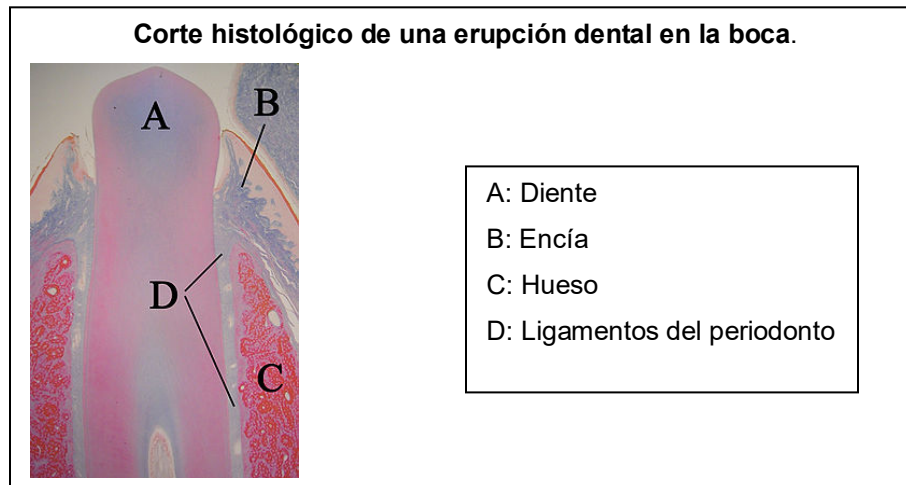 Corte histológico de una erupción dental en la boca.
A
B
D
C
A: Diente
B: Encía
C: Hueso
D: Ligamentos del periodonto